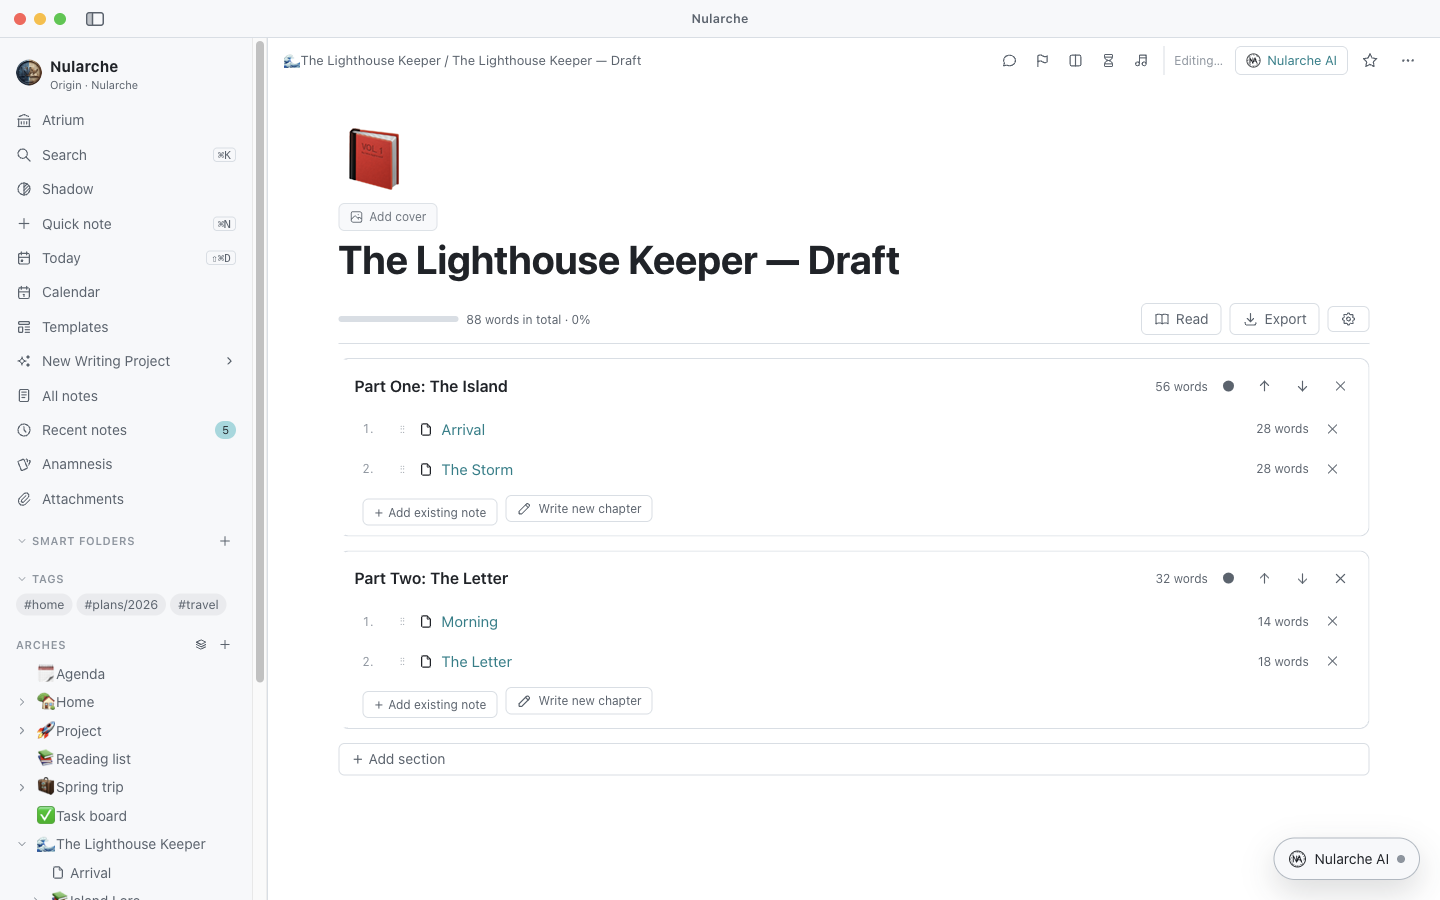 Nularche
Nularche
Origin · Nularche
Atrium
Search ⌘K
Shadow
Quick note ⌘N
Today ⇧⌘D
Calendar
Templates
New Writing Project
All notes
Recent notes 5
Anamnesis
Attachments
SMART FOLDERS
TAGS
#home #plans/2026 #travel
ARCHES
Agenda
Home
Project
Reading list
Spring trip
Task board
The Lighthouse Keeper
Arrival
Island Lore
The Lighthouse Keeper / The Lighthouse Keeper — Draft
Editing... Nularche AI
VOL. 1
Add cover
The Lighthouse Keeper — Draft
88 words in total · 0% Read Export
Part One: The Island 56 words
1. Arrival 28 words
2. The Storm 28 words
+ Add existing note Write new chapter
Part Two: The Letter 32 words
1. Morning 14 words
2. The Letter 18 words
+ Add existing note Write new chapter
+ Add section
NA Nularche AI